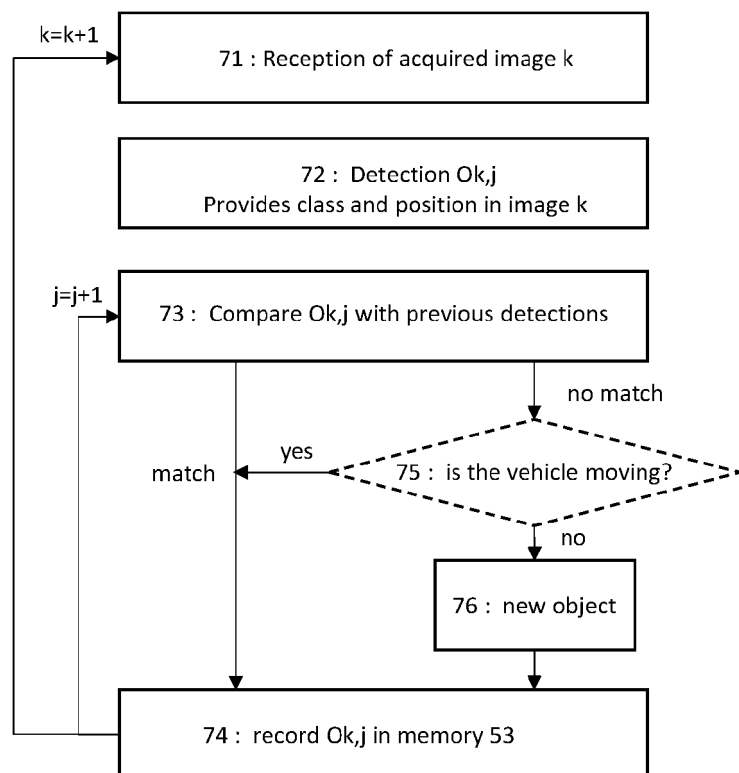 k=k+1
71 : Reception of acquired image k
72 : Detection Ok,j
Provides class and position in image k
j=j+1
73 : Compare Ok,j with previous detections
no match
yes
match
75 : is the vehicle moving?
no
76 : new object
74 : record Ok,j in memory 53